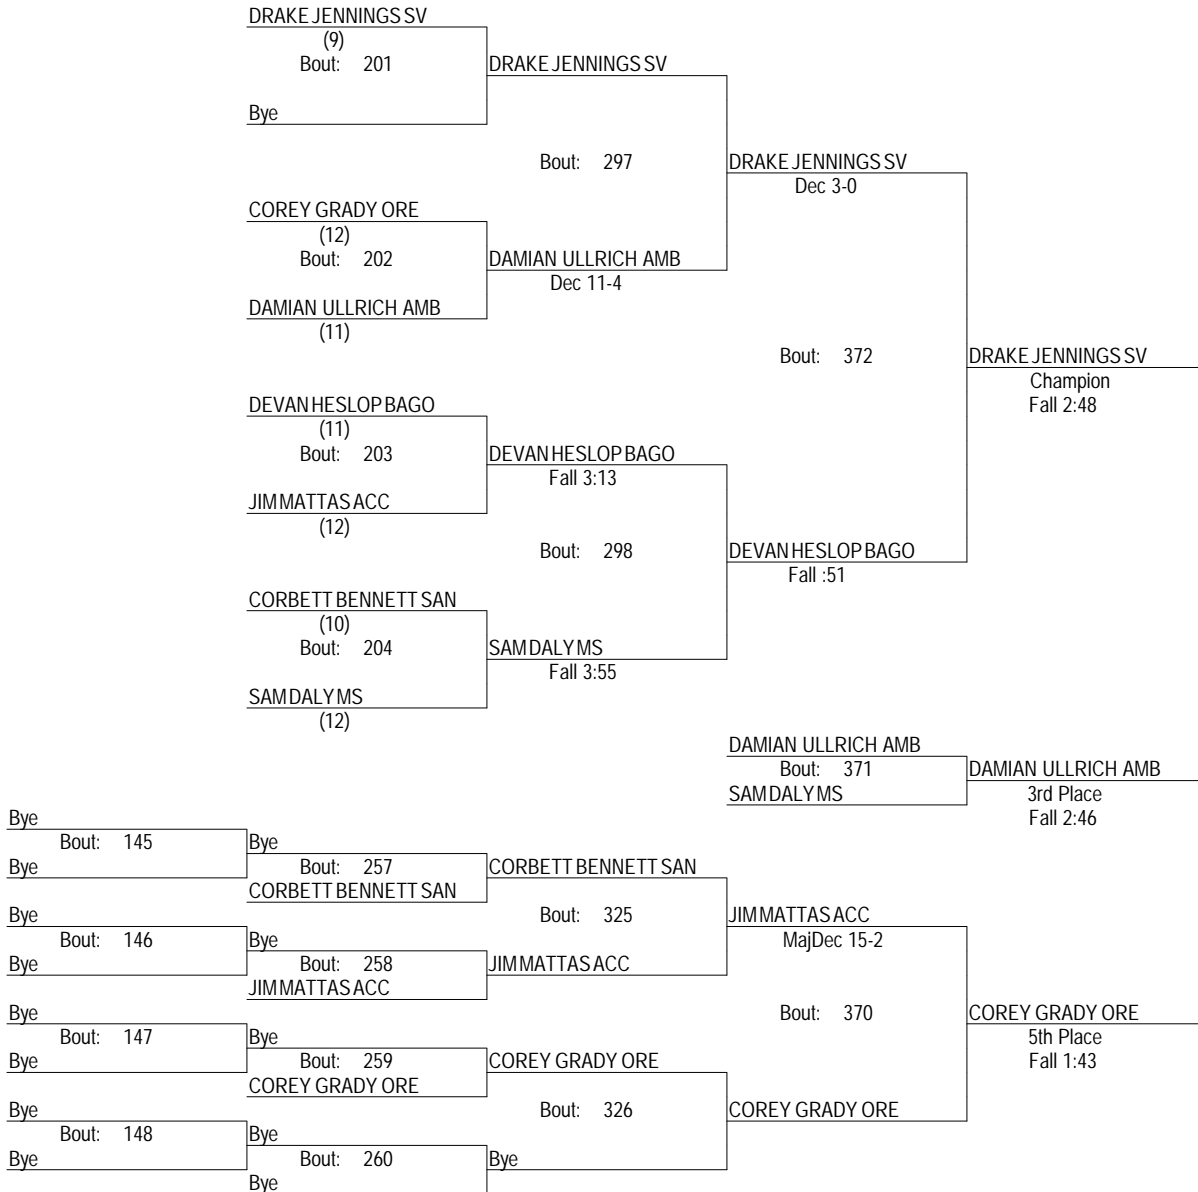 DRAKE JENNINGS SV
(9)
Bout: 201
DRAKE JENNINGS SV
Bye
Bout: 297
DRAKE JENNINGS SV
Dec 3-0
COREY GRADY ORE
(12)
Bout: 202
DAMIAN ULLRICH AMB
Dec 11-4
DAMIAN ULLRICH AMB
(11)
Bout: 372
DRAKE JENNINGS SV
Champion
Fall 2:48
DEVAN HESLOP BAGO
(11)
Bout: 203
DEVAN HESLOP BAGO
Fall 3:13
JIM MATTAS ACC
(12)
Bout: 298
DEVAN HESLOP BAGO
Fall :51
CORBETT BENNETT SAN
(10)
Bout: 204
SAM DALY MS
Fall 3:55
SAM DALY MS
(12)
DAMIAN ULLRICH AMB
Bout: 371
DAMIAN ULLRICH AMB
SAM DALY MS
3rd Place
Fall 2:46
Bye
Bout: 145
Bye
Bye
Bout: 257
CORBETT BENNETT SAN
CORBETT BENNETT SAN
Bye
Bout: 325
JIM MATTAS ACC
MajDec 15-2
Bout: 146
Bye
Bye
Bout: 258
JIM MATTAS ACC
JIM MATTAS ACC
Bye
Bout: 370
COREY GRADY ORE
5th Place
Fall 1:43
Bout: 147
Bye
Bye
Bout: 259
COREY GRADY ORE
COREY GRADY ORE
Bye
Bout: 326
COREY GRADY ORE
Bout: 148
Bye
Bye
Bout: 260
Bye
Bye